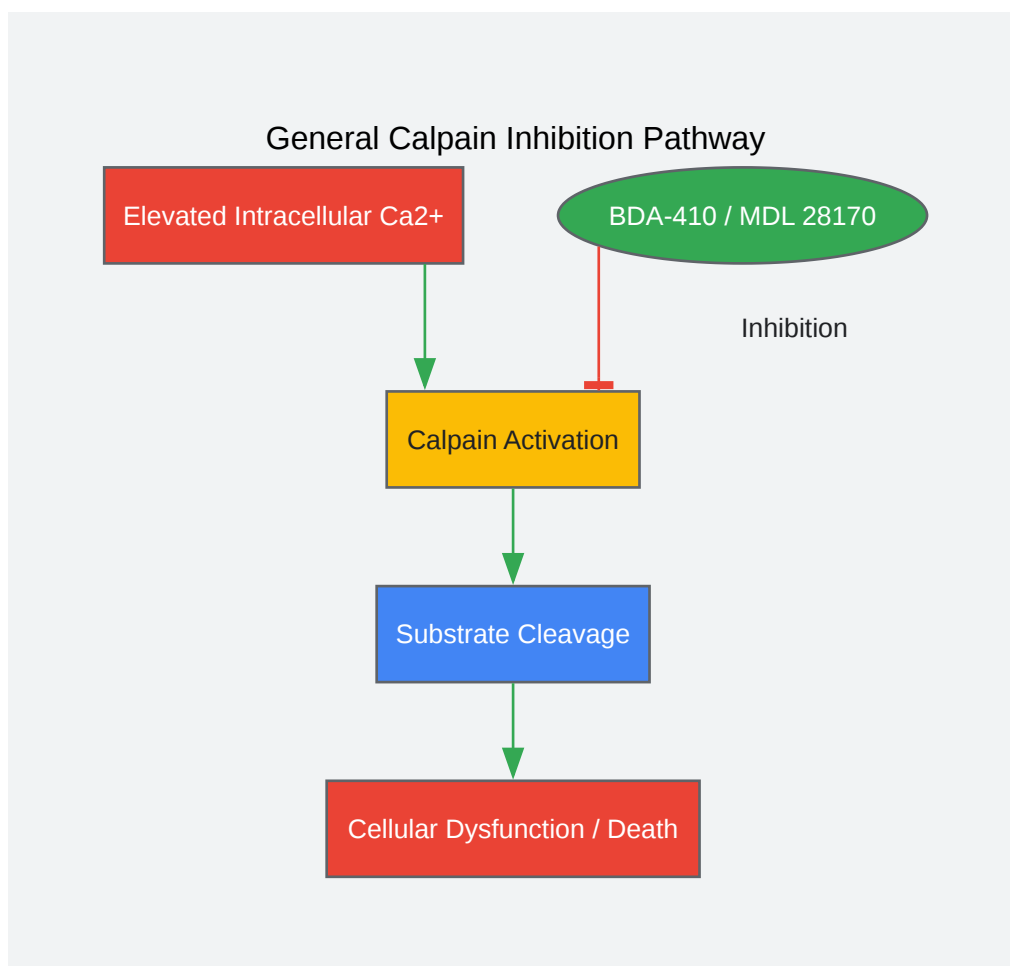 General Calpain Inhibition Pathway
Elevated Intracellular Ca2+
BDA-410 / MDL 28170
Inhibition
Calpain Activation
Substrate Cleavage
Cellular Dysfunction / Death